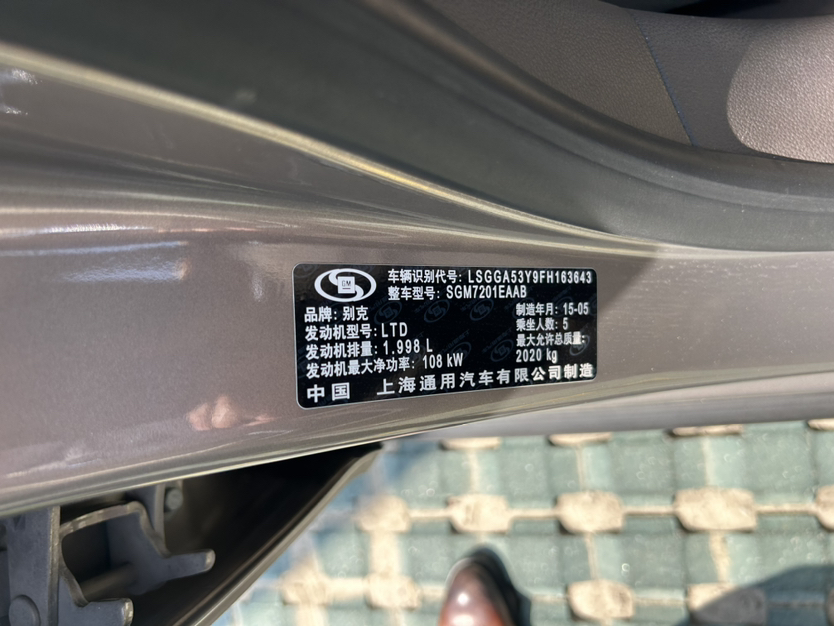 GM
车辆识别代号: LSGGA53Y9FH163643
整车型号: SGM7201EAAB
品牌: 别克
制造年月: 15-05
发动机型号: LTD
乘坐人数: 5
发动机排量: 1.998 L
最大允许总质量:
2020 kg
发动机最大净功率: 108 kW
中国 上海通用汽车有限公司制造